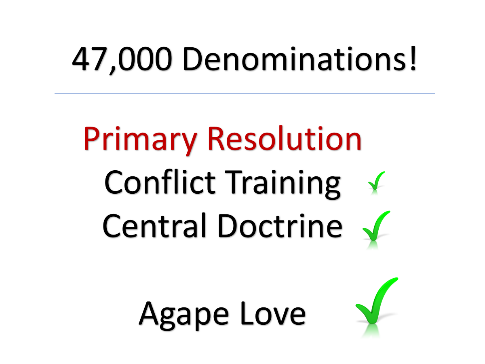 47,000 Denominations!
Primary Resolution
Conflict Training
Central Doctrine
Agape Love